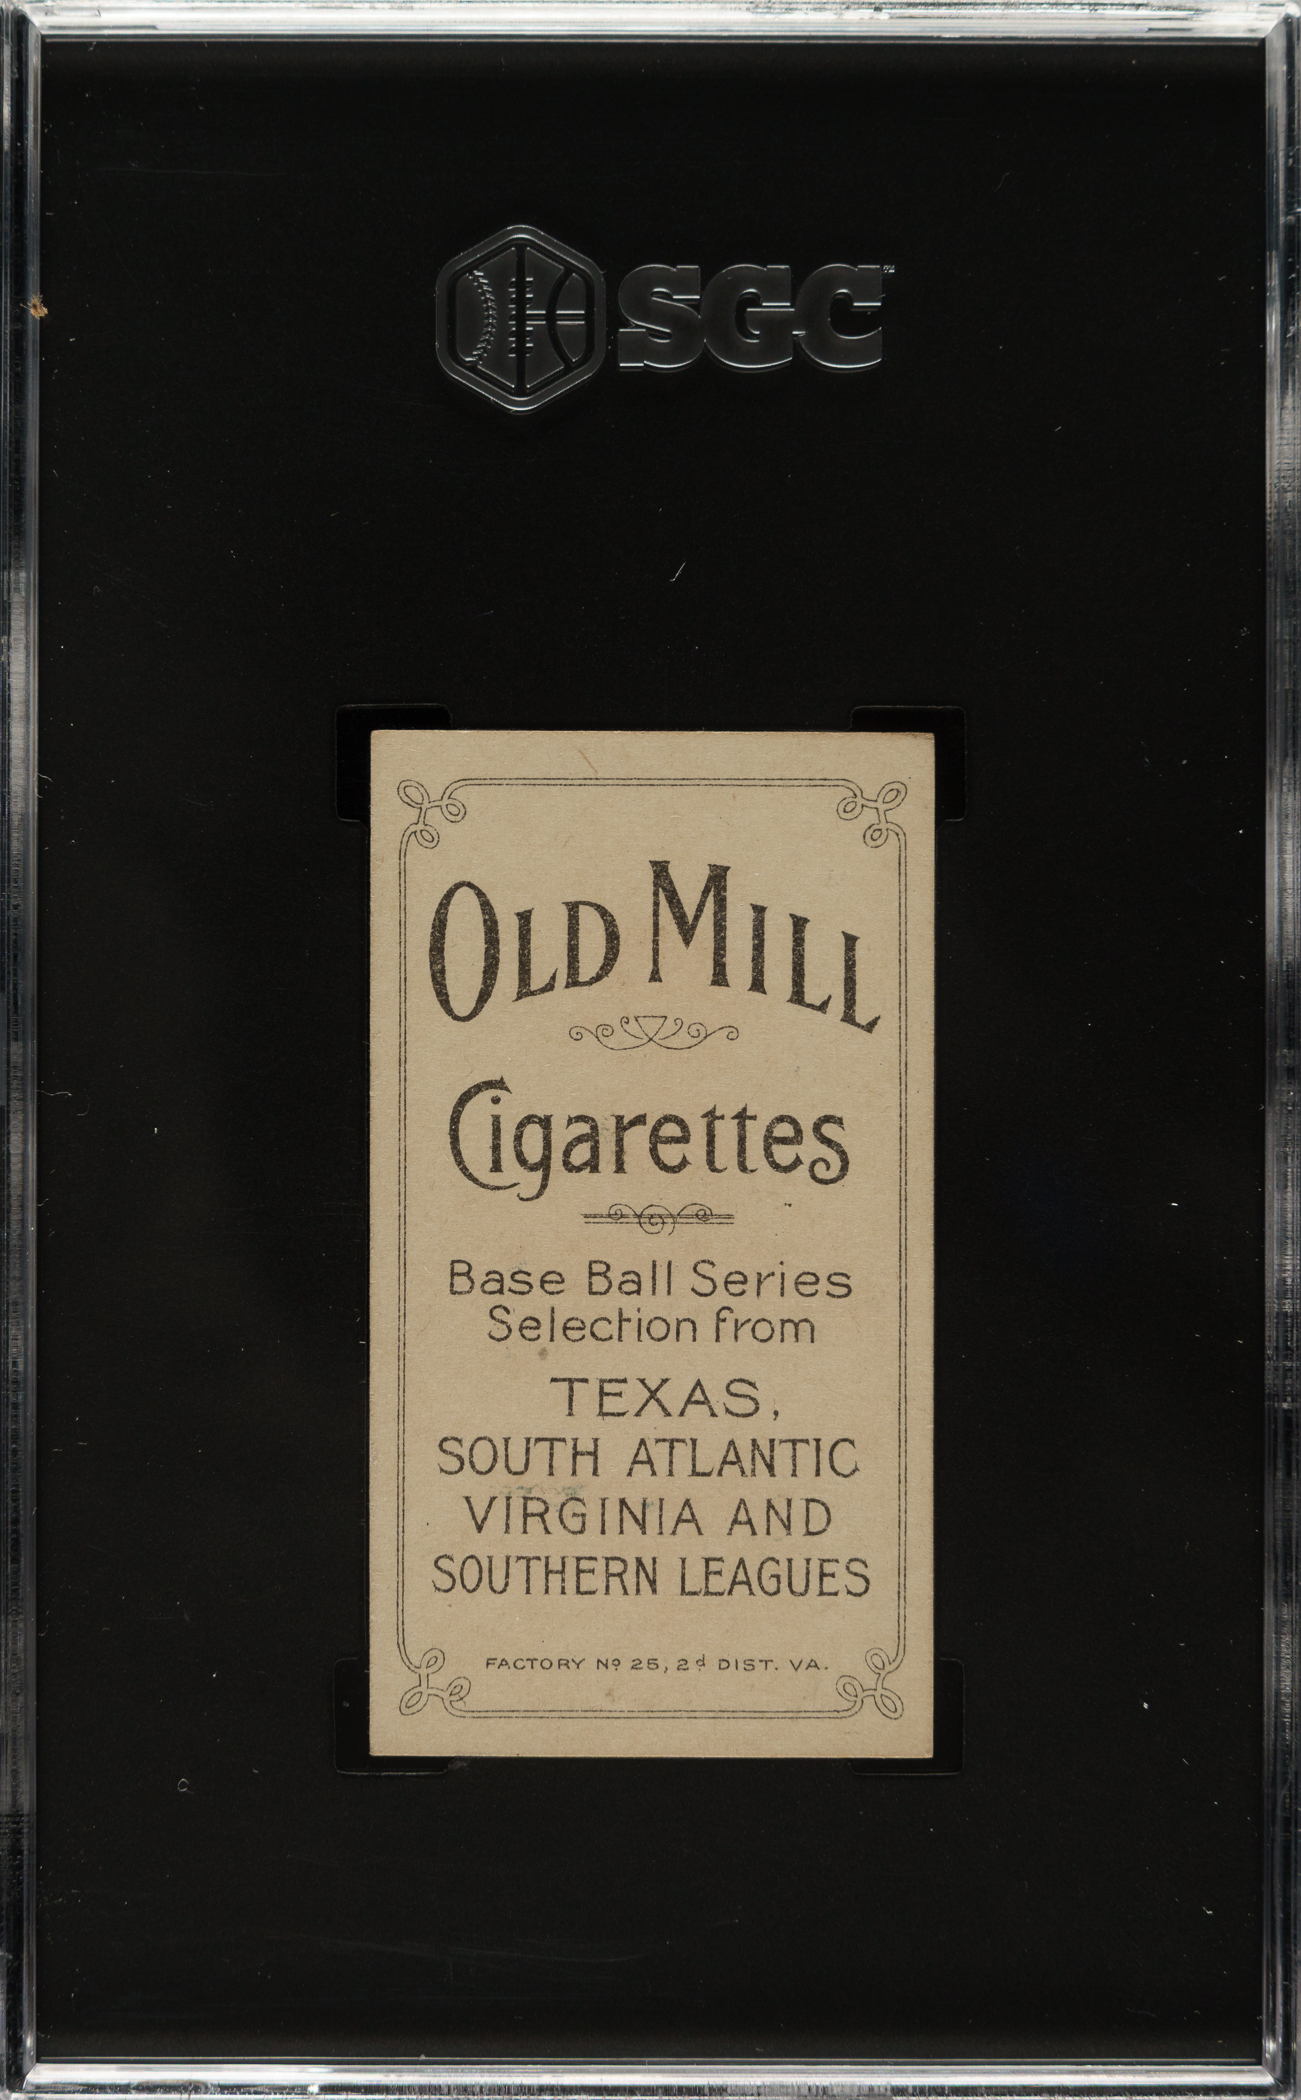 SGC™
OLD MILL
Cigarettes
Base Ball Series
Selection from
TEXAS,
SOUTH ATLANTIC
VIRGINIA AND
SOUTHERN LEAGUES
FACTORY Nº 25, 2d DIST. VA.